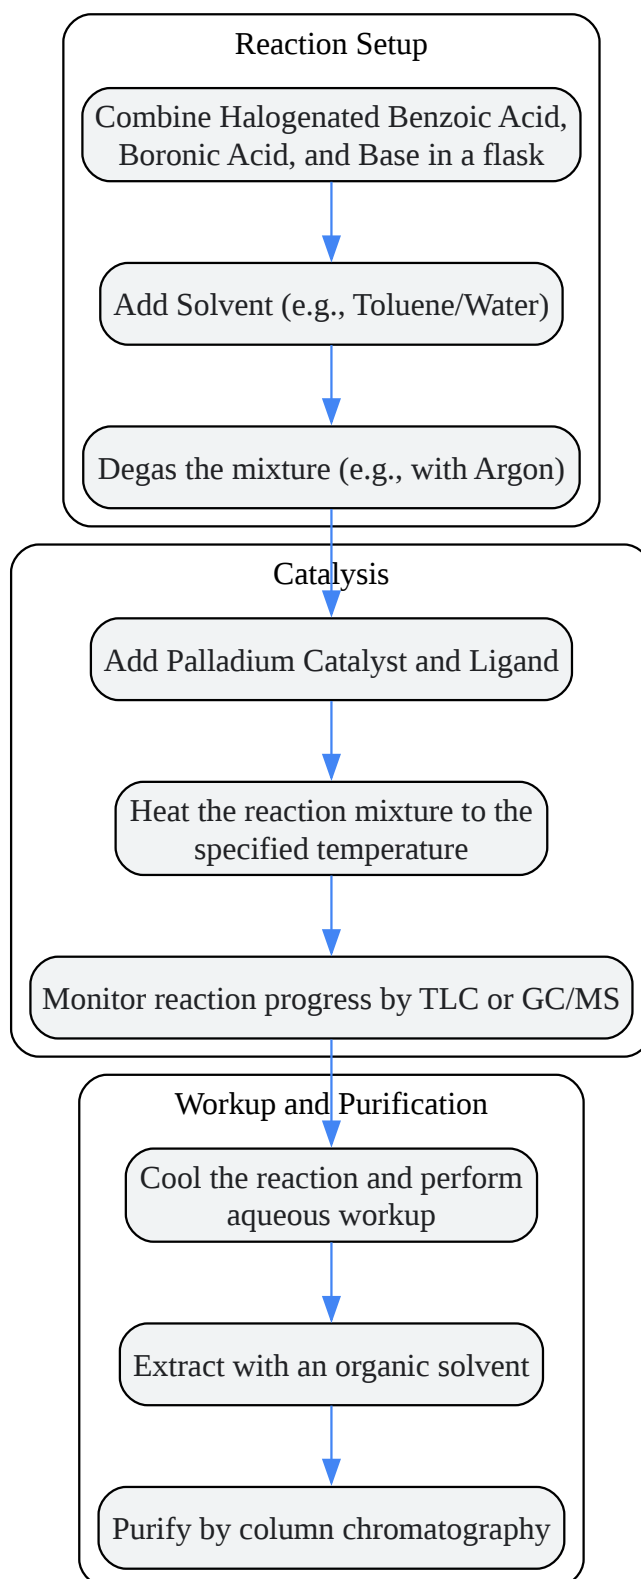 Reaction Setup
Combine Halogenated Benzoic Acid,
Boronic Acid, and Base in a flask
Add Solvent (e.g., Toluene/Water)
Degas the mixture (e.g., with Argon)
Catalysis
Add Palladium Catalyst and Ligand
Heat the reaction mixture to the
specified temperature
Monitor reaction progress by TLC or GC/MS
Workup and Purification
Cool the reaction and perform
aqueous workup
Extract with an organic solvent
Purify by column chromatography